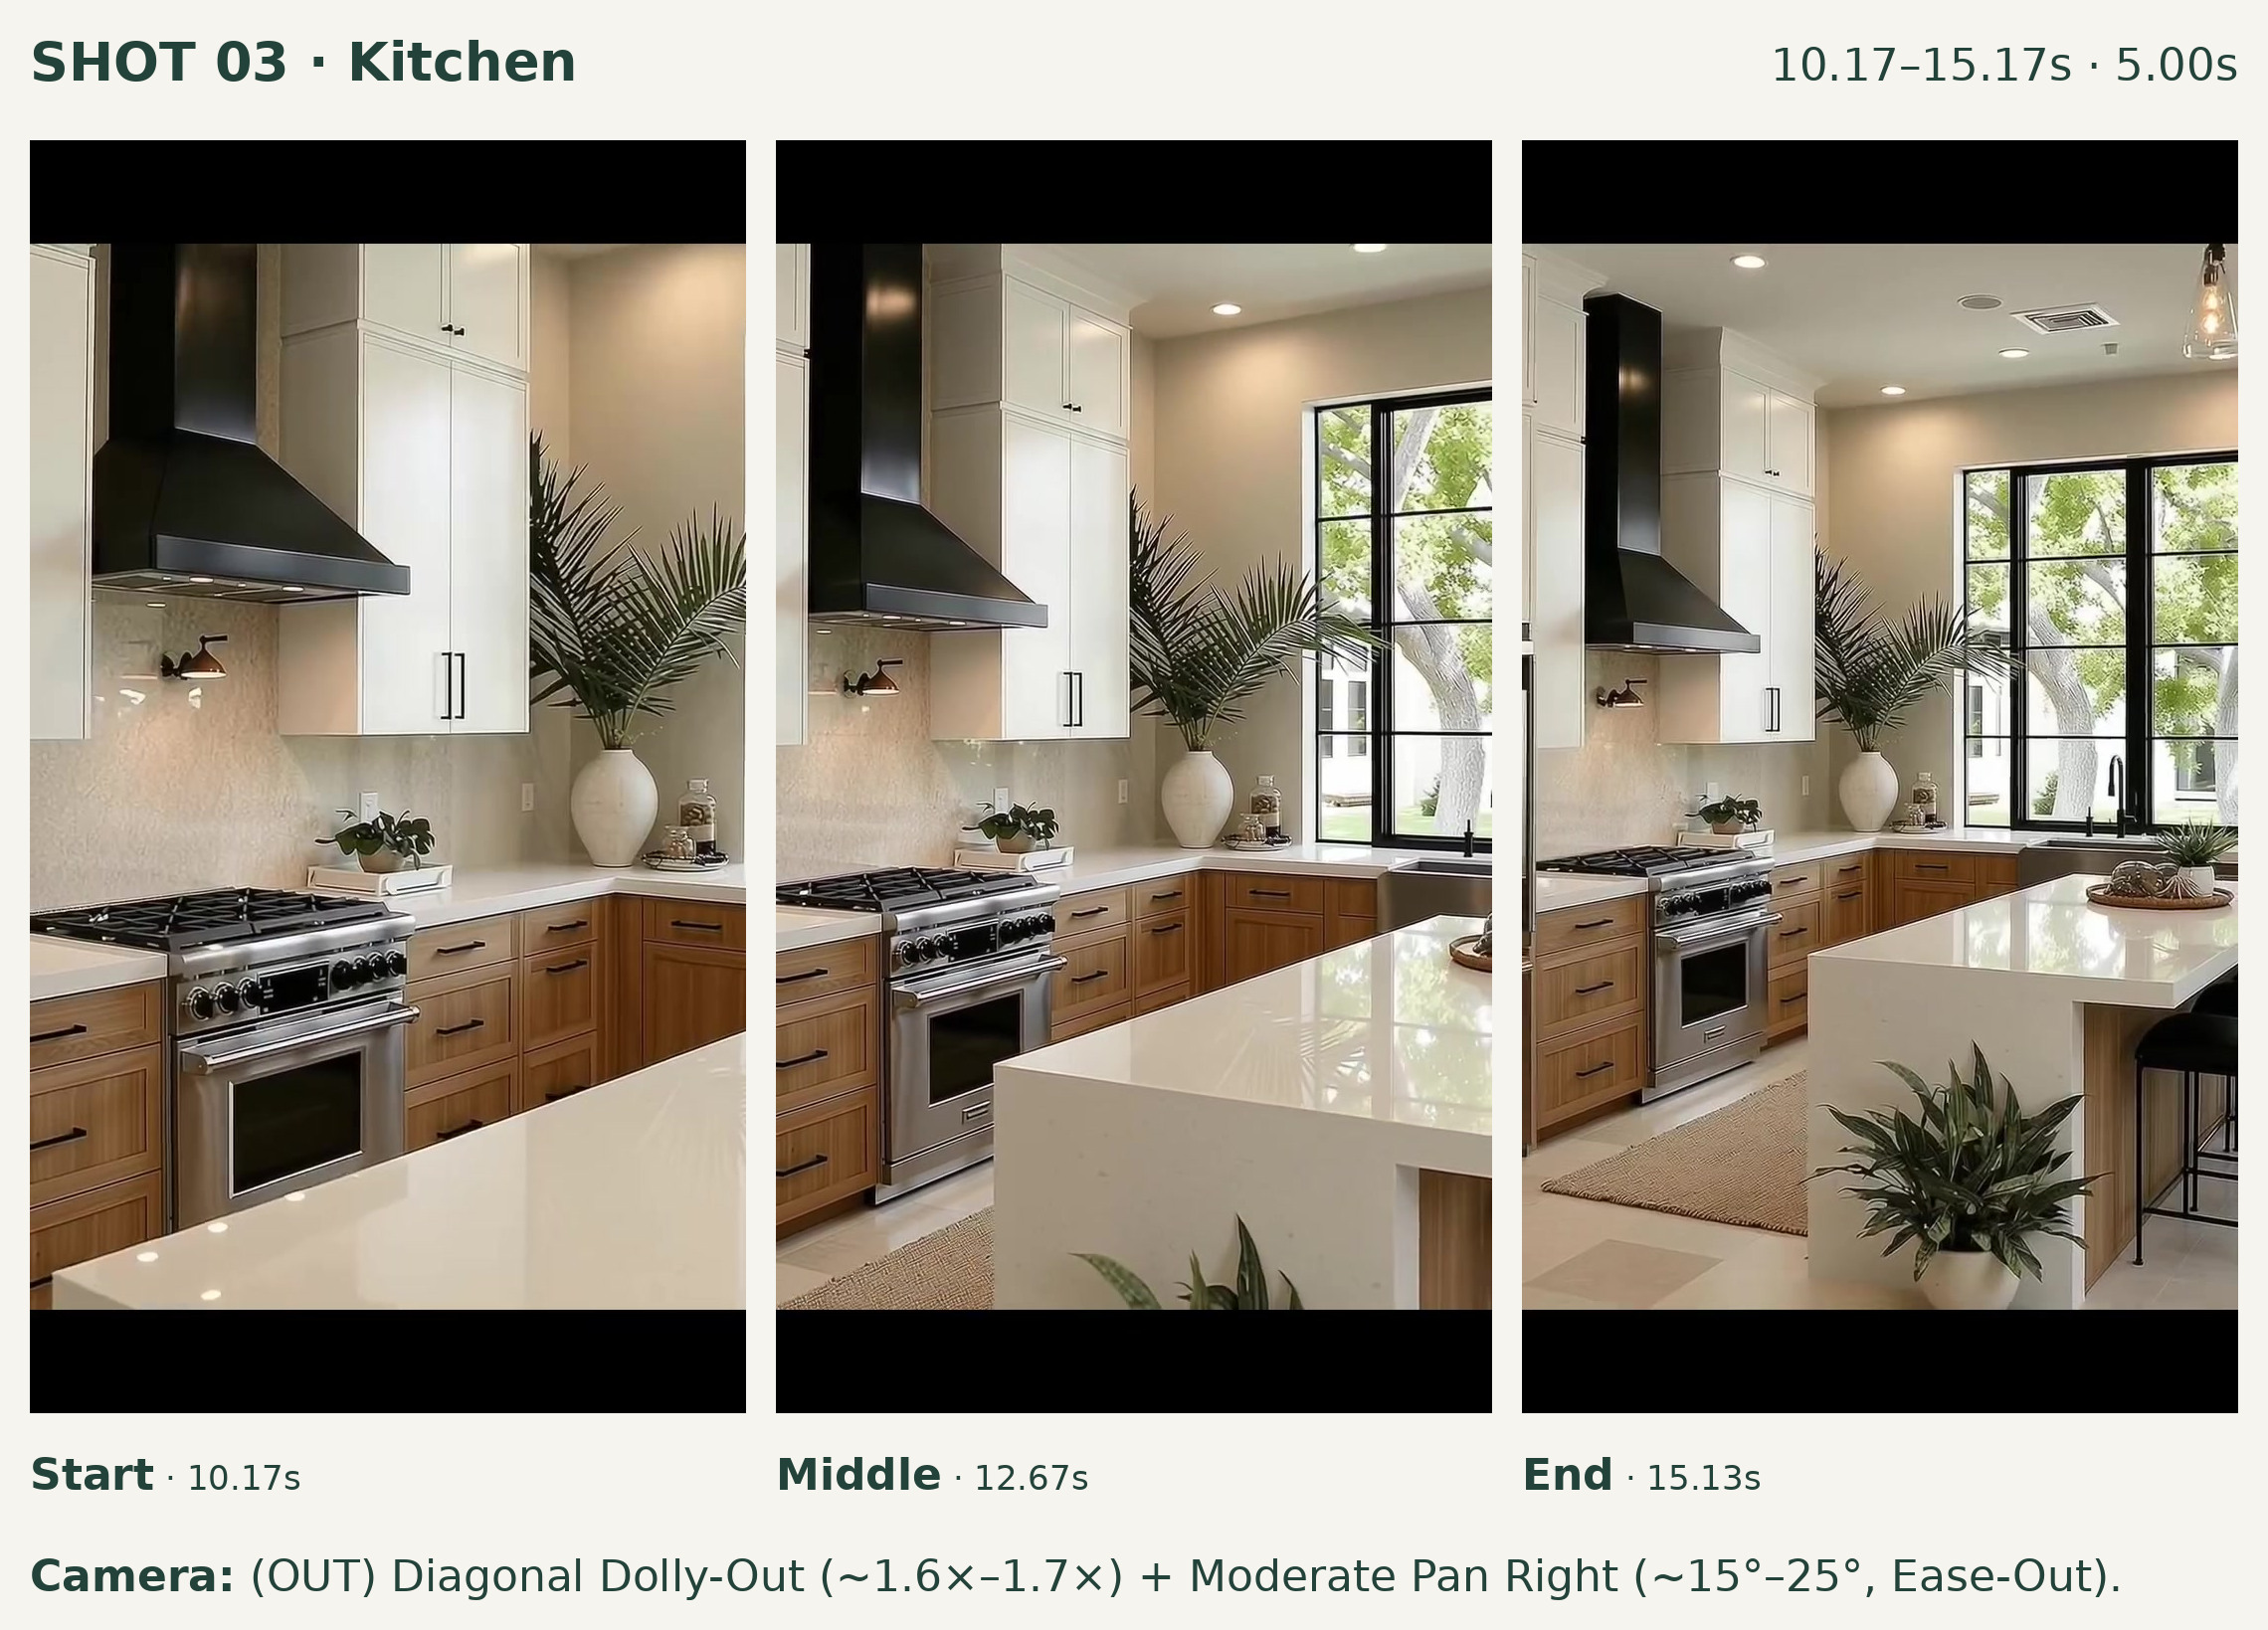 SHOT 03 · Kitchen
10.17–15.17s · 5.00s
Start · 10.17s
Middle · 12.67s
End · 15.13s
Camera: (OUT) Diagonal Dolly-Out (~1.6×–1.7×) + Moderate Pan Right (~15°–25°, Ease-Out).